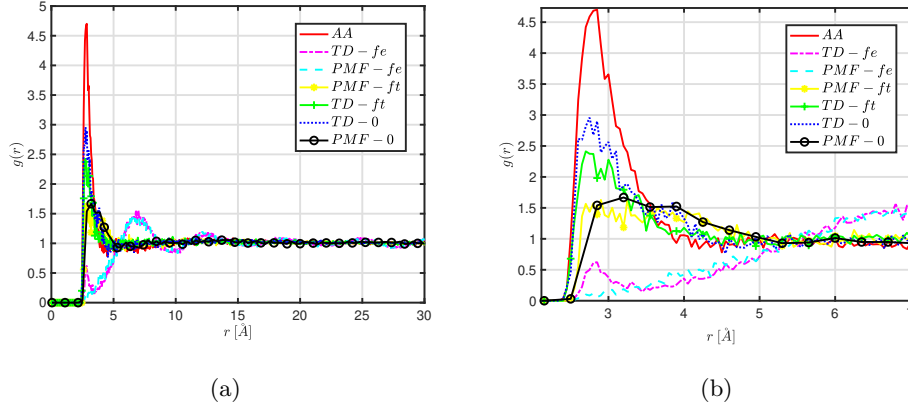 5
4.5
4
3.5
3
2.5
2
1.5
1
0.5
0
g(r)
0 5 10 15 20 25 30
r [Å]
AA
TD − fe
PMF − fe
PMF − ft
TD − ft
TD − 0
PMF − 0
(a)
4.5
4
3.5
3
2.5
2
1.5
1
0.5
0
g(r)
3 4 5 6 7
r [Å]
AA
TD − fe
PMF − fe
PMF − ft
TD − ft
TD − 0
PMF − 0
(b)